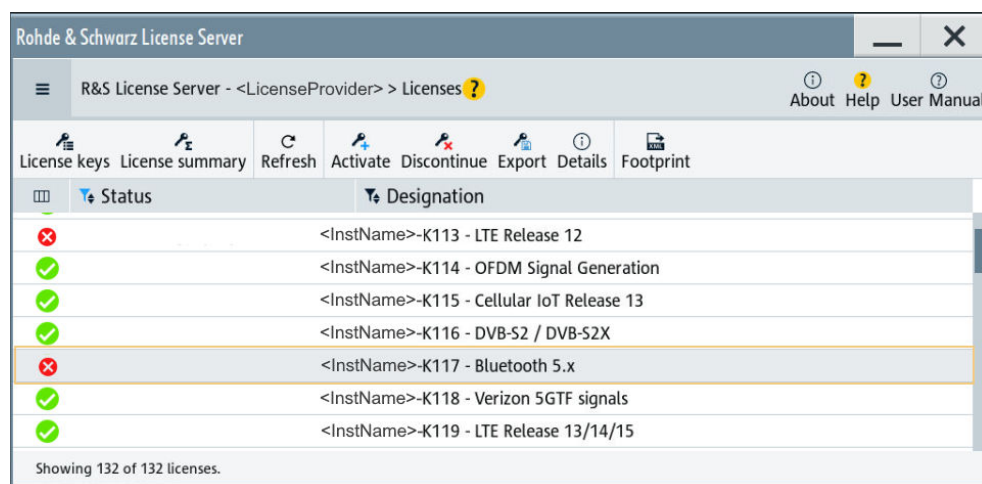 Rohde & Schwarz License Server
R&S License Server - <LicenseProvider> > Licenses ?
About Help User Manual
License keys License summary Refresh Activate Discontinue Export Details Footprint
Status Designation
<InstName>-K113 - LTE Release 12
<InstName>-K114 - OFDM Signal Generation
<InstName>-K115 - Cellular IoT Release 13
<InstName>-K116 - DVB-S2 / DVB-S2X
<InstName>-K117 - Bluetooth 5.x
<InstName>-K118 - Verizon 5GTF signals
<InstName>-K119 - LTE Release 13/14/15
Showing 132 of 132 licenses.